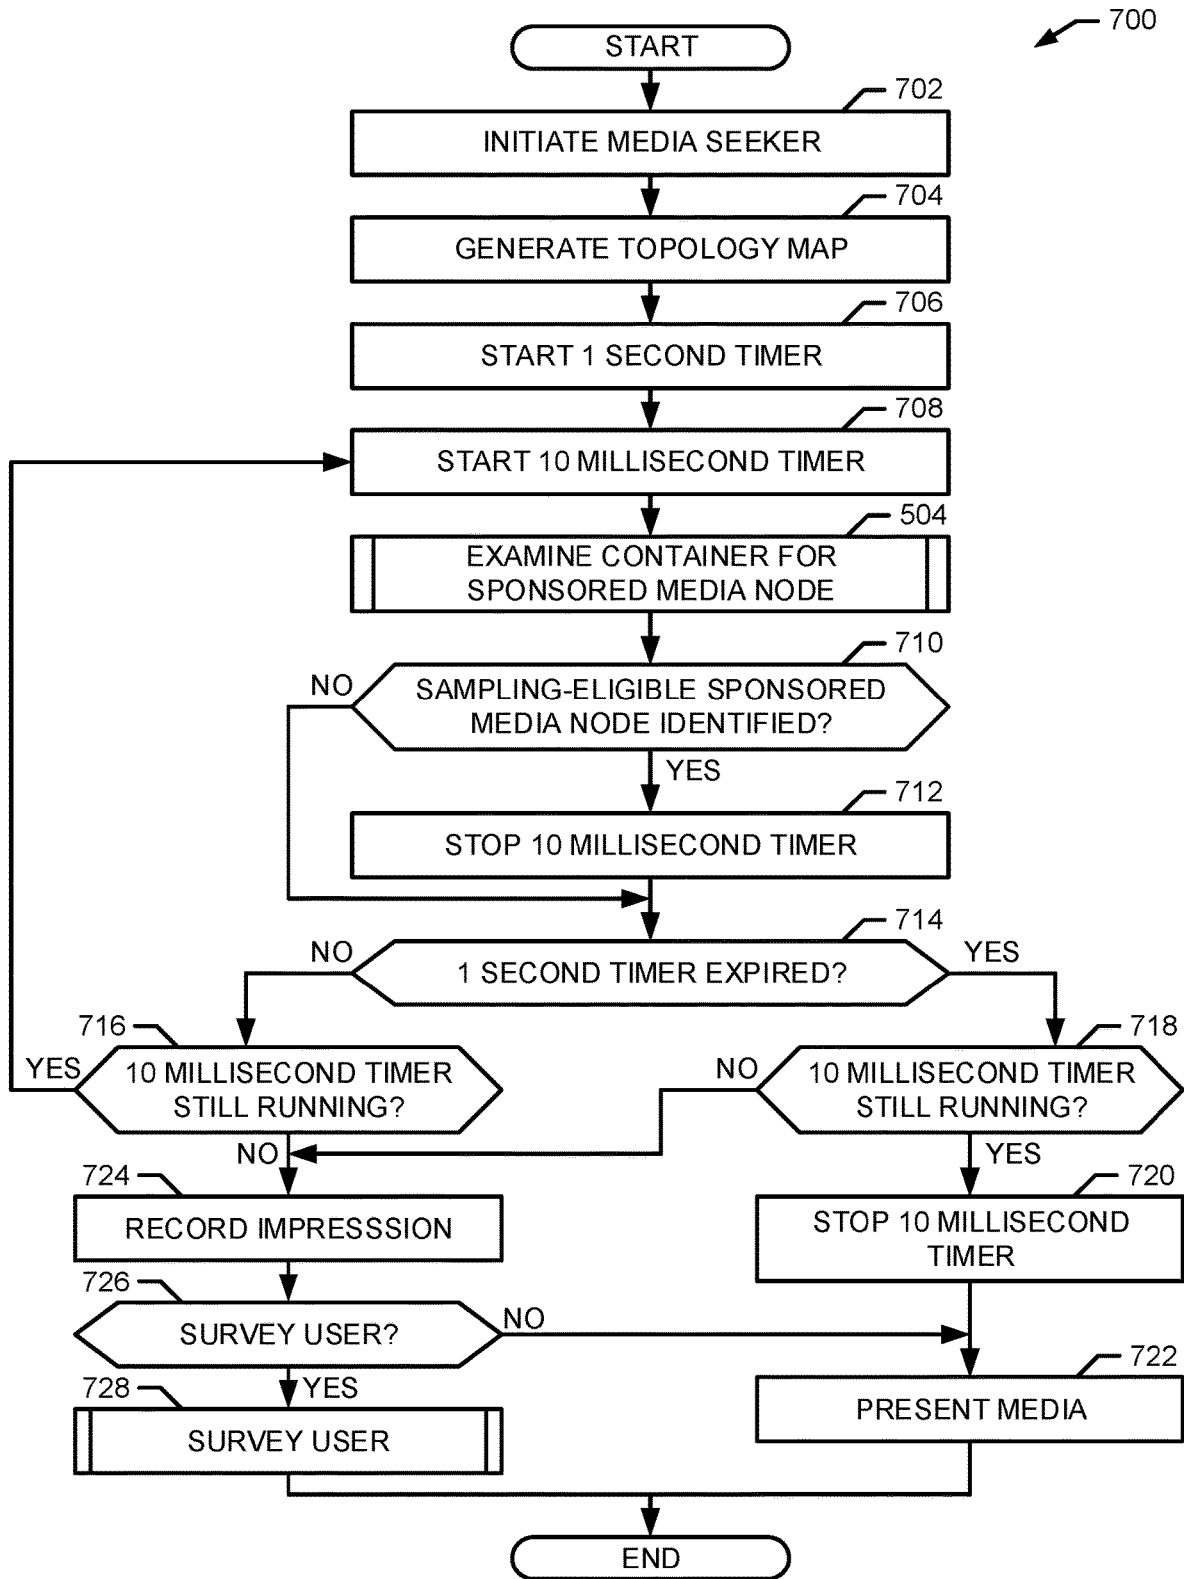 700
START
702
INITIATE MEDIA SEEKER
704
GENERATE TOPOLOGY MAP
706
START 1 SECOND TIMER
708
START 10 MILLISECOND TIMER
504
EXAMINE CONTAINER FOR
SPONSORED MEDIA NODE
710
NO
SAMPLING-ELIGIBLE SPONSORED
MEDIA NODE IDENTIFIED?
YES
712
STOP 10 MILLISECOND TIMER
714
NO
1 SECOND TIMER EXPIRED?
YES
716
YES
10 MILLISECOND TIMER
STILL RUNNING?
NO
718
NO
10 MILLISECOND TIMER
STILL RUNNING?
YES
724
RECORD IMPRESSSION
720
STOP 10 MILLISECOND
TIMER
726
SURVEY USER?
NO
YES
722
PRESENT MEDIA
728
SURVEY USER
END